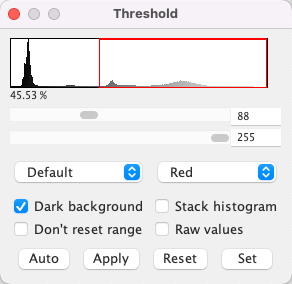 Threshold
45.53 %
88
255
Default Red
Dark background Stack histogram
Don't reset range Raw values
Auto Apply Reset Set